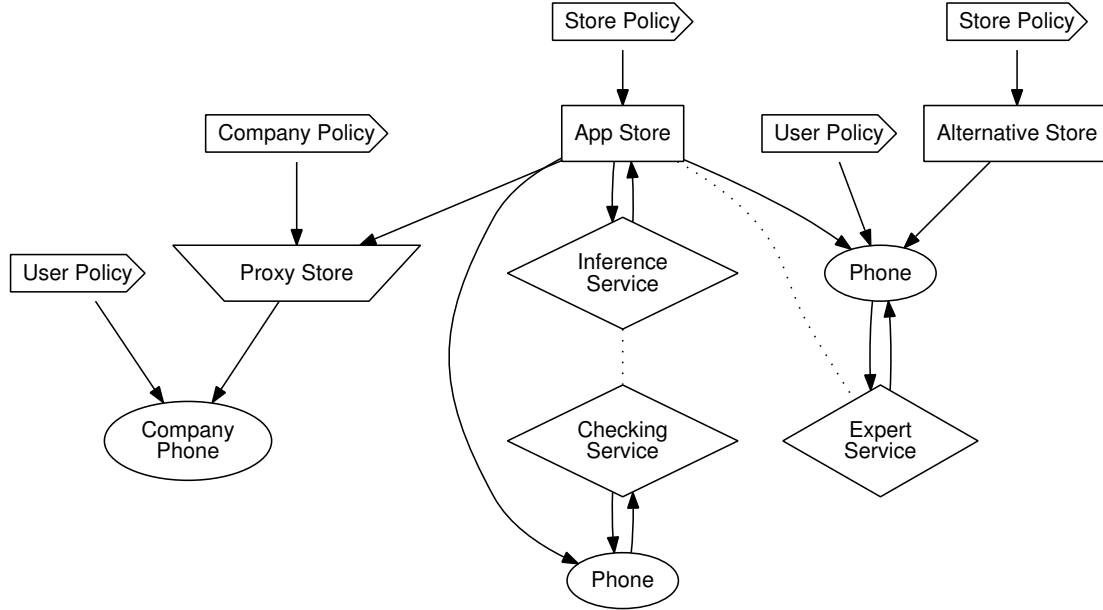 Store Policy
Store Policy
Company Policy
App Store
User Policy
Alternative Store
User Policy
Proxy Store
Inference
Service
Phone
Company
Phone
Checking
Service
Expert
Service
Phone